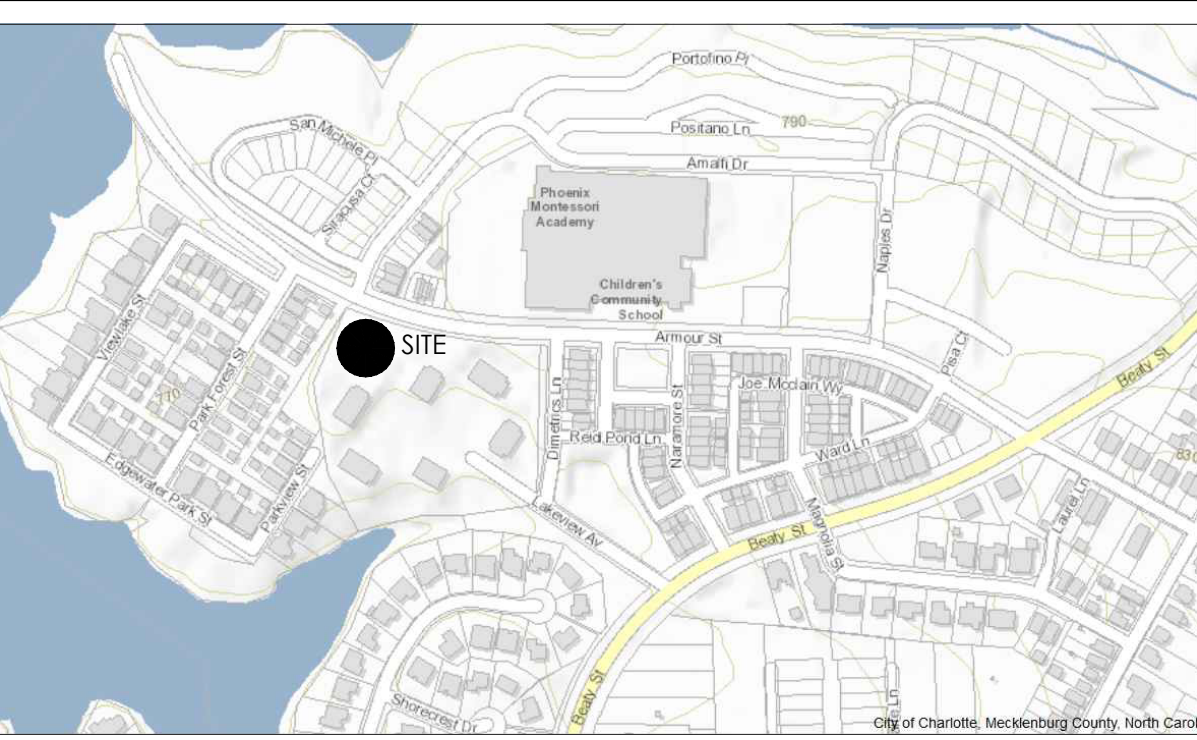 Portofino Pl
Positano Ln
790
San Michele Pl
Amalfi Dr
Siracusa Ct
Phoenix
Montessori
Academy
Naples Dr
Children's
Community
School
Viewlake St
SITE
Armour St
Pisa Ct
Beaty St
Park Forest St
770
Dimetrics Ln
Naramore St
Joe Mcclain Wy
Reid Pond Ln
Ward Ln
830
Edgewater Park St
Parkview St
Lakeview Av
Magnolia St
Laurel Ln
Beaty St
Shorecrest Dr
Beaty St
Ln
City of Charlotte, Mecklenburg County, North Carol